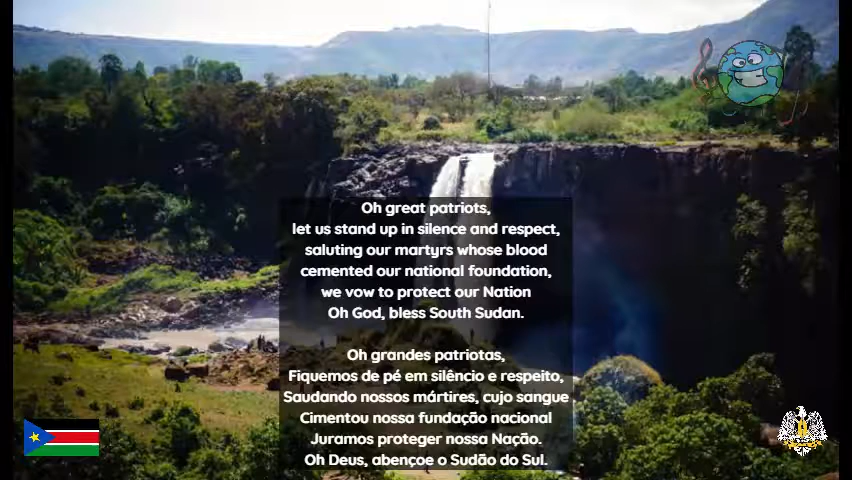 Oh great patriots,
let us stand up in silence and respect,
saluting our martyrs whose blood
cemented our national foundation,
we vow to protect our Nation
Oh God, bless South Sudan.
Oh grandes patriotas,
Fiquemos de pé em silêncio e respeito,
Saudando nossos mártires, cujo sangue
Cimentou nossa fundação nacional
Juramos proteger nossa Nação.
Oh Deus, abençoe o Sudão do Sul.